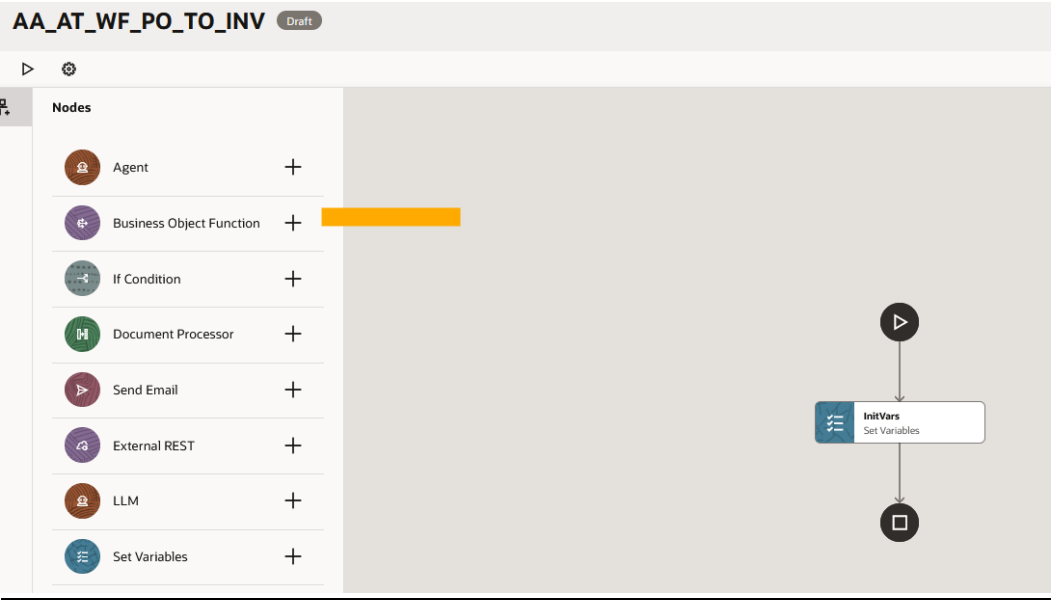 AA_AT_WF_PO_TO_INV Draft
Nodes
Agent
Business Object Function
If Condition
Document Processor
Send Email
External REST
LLM
Set Variables
InitVars
Set Variables